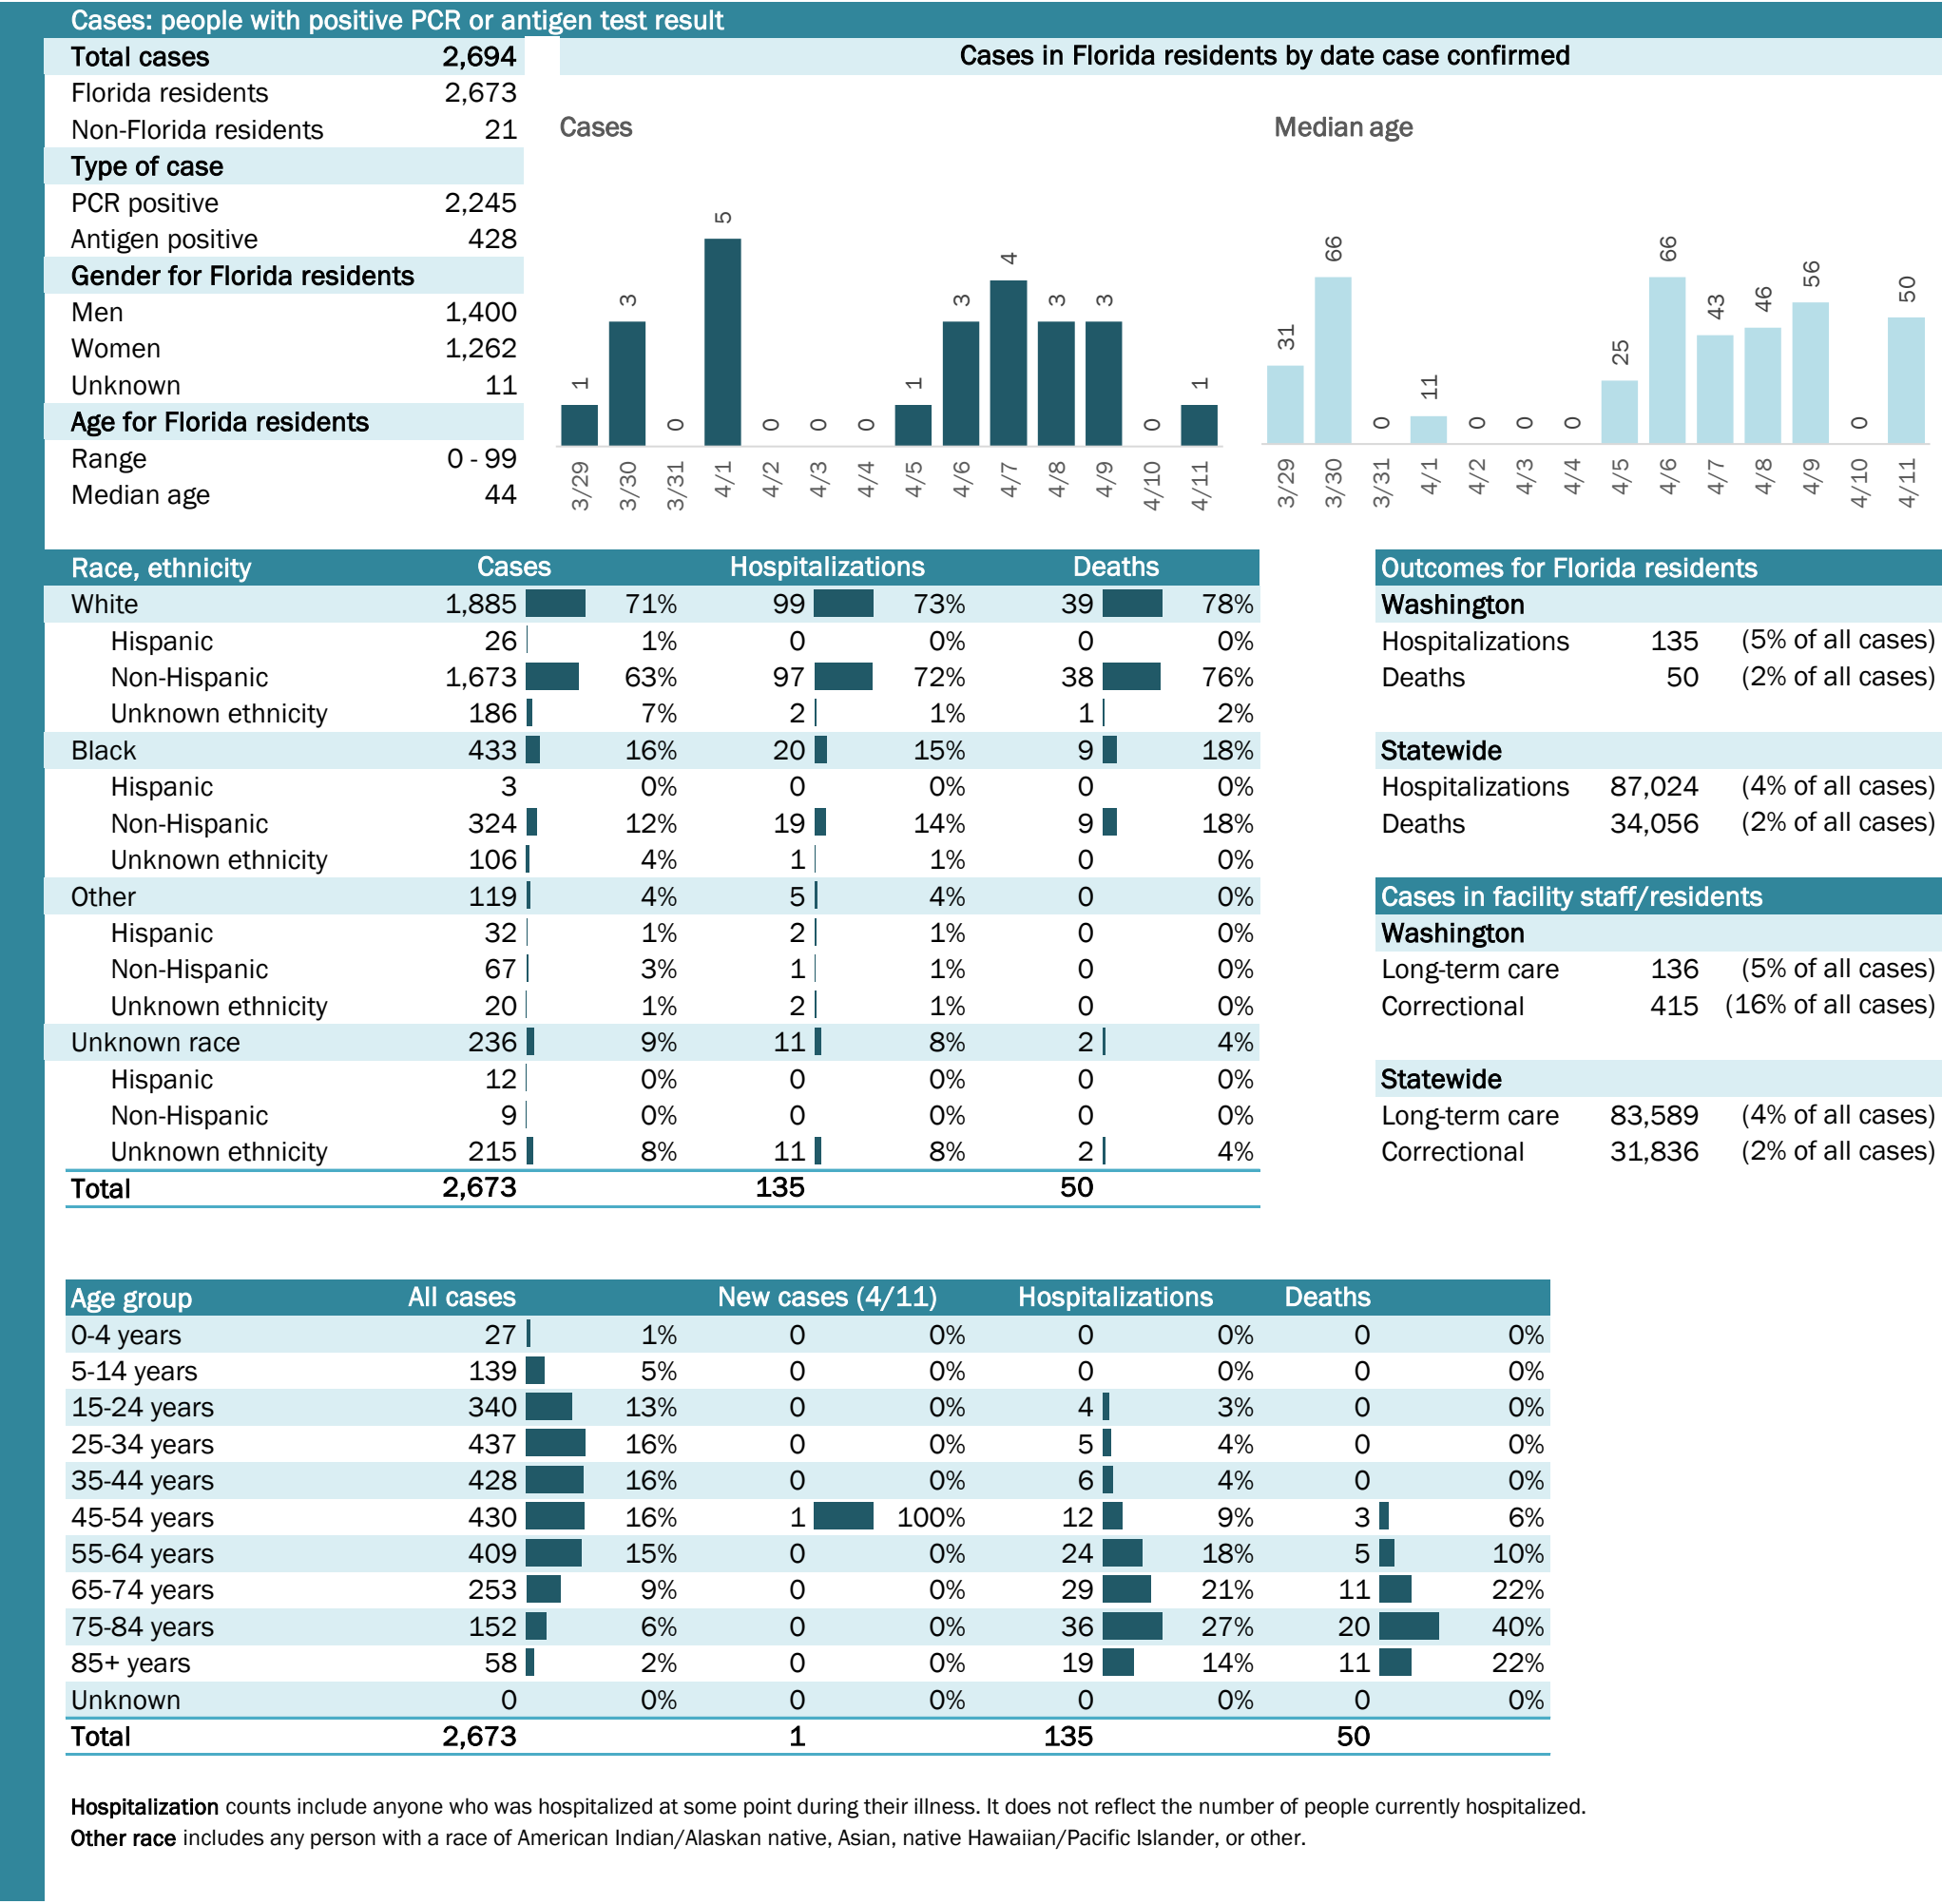 Cases: people with positive PCR or antigen test result
Total cases 2,694
Florida residents 2,673
Non-Florida residents 21
Type of case
PCR positive 2,245
Antigen positive 428
Gender for Florida residents
Men 1,400
Women 1,262
Unknown 11
Age for Florida residents
Range 0 - 99
Median age 44
Cases in Florida residents by date case confirmed
Cases
1 3 0 5 0 0 0 1 3 4 3 3 0 1
3/29 3/30 3/31 4/1 4/2 4/3 4/4 4/5 4/6 4/7 4/8 4/9 4/10 4/11
Median age
31 66 0 11 0 0 0 25 66 43 46 56 0 50
3/29 3/30 3/31 4/1 4/2 4/3 4/4 4/5 4/6 4/7 4/8 4/9 4/10 4/11
Race, ethnicity Cases Hospitalizations Deaths
White 1,885 71% 99 73% 39 78%
Hispanic 26 1% 0 0% 0 0%
Non-Hispanic 1,673 63% 97 72% 38 76%
Unknown ethnicity 186 7% 2 1% 1 2%
Black 433 16% 20 15% 9 18%
Hispanic 3 0% 0 0% 0 0%
Non-Hispanic 324 12% 19 14% 9 18%
Unknown ethnicity 106 4% 1 1% 0 0%
Other 119 4% 5 4% 0 0%
Hispanic 32 1% 2 1% 0 0%
Non-Hispanic 67 3% 1 1% 0 0%
Unknown ethnicity 20 1% 2 1% 0 0%
Unknown race 236 9% 11 8% 2 4%
Hispanic 12 0% 0 0% 0 0%
Non-Hispanic 9 0% 0 0% 0 0%
Unknown ethnicity 215 8% 11 8% 2 4%
Total 2,673 135 50
Outcomes for Florida residents
Washington
Hospitalizations 135 (5% of all cases)
Deaths 50 (2% of all cases)
Statewide
Hospitalizations 87,024 (4% of all cases)
Deaths 34,056 (2% of all cases)
Cases in facility staff/residents
Washington
Long-term care 136 (5% of all cases)
Correctional 415 (16% of all cases)
Statewide
Long-term care 83,589 (4% of all cases)
Correctional 31,836 (2% of all cases)
Age group All cases New cases (4/11) Hospitalizations Deaths
0-4 years 27 1% 0 0% 0 0% 0 0%
5-14 years 139 5% 0 0% 0 0% 0 0%
15-24 years 340 13% 0 0% 4 3% 0 0%
25-34 years 437 16% 0 0% 5 4% 0 0%
35-44 years 428 16% 0 0% 6 4% 0 0%
45-54 years 430 16% 1 100% 12 9% 3 6%
55-64 years 409 15% 0 0% 24 18% 5 10%
65-74 years 253 9% 0 0% 29 21% 11 22%
75-84 years 152 6% 0 0% 36 27% 20 40%
85+ years 58 2% 0 0% 19 14% 11 22%
Unknown 0 0% 0 0% 0 0% 0 0%
Total 2,673 1 135 50
Hospitalization counts include anyone who was hospitalized at some point during their illness. It does not reflect the number of people currently hospitalized.
Other race includes any person with a race of American Indian/Alaskan native, Asian, native Hawaiian/Pacific Islander, or other.